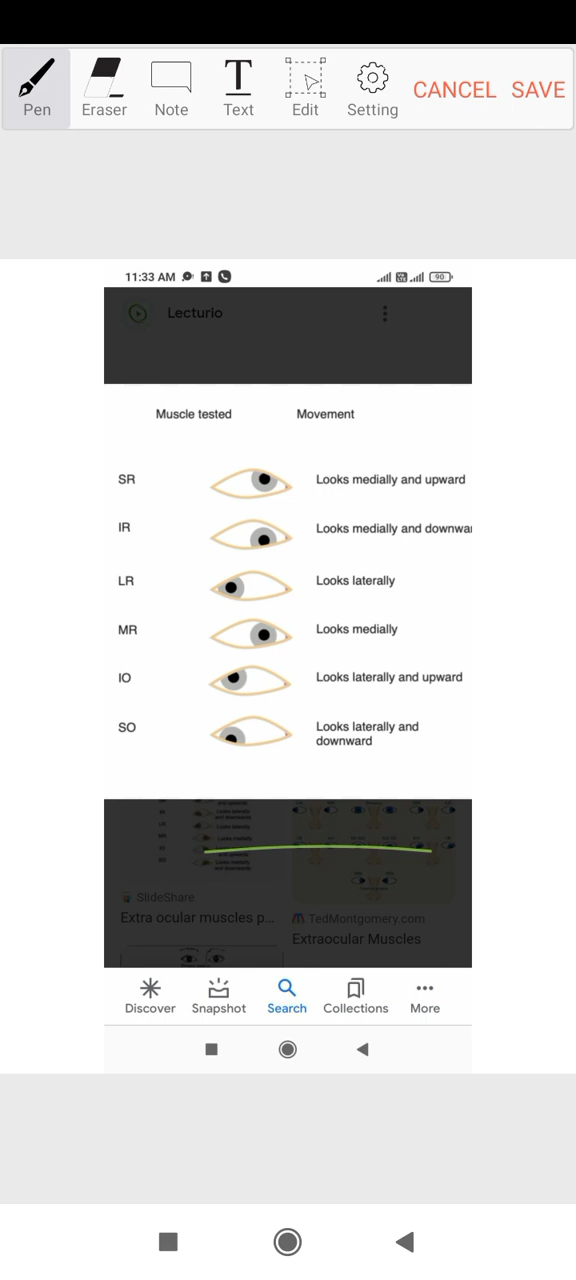 Pen Eraser Note Text Edit Setting CANCEL SAVE
11:33 AM 90
Lecturio
Muscle tested Movement
SR Looks medially and upward
IR Looks medially and downwa
LR Looks laterally
MR Looks medially
IO Looks laterally and upward
SO Looks laterally and
downward
SlideShare
Extra ocular muscles p...
TedMontgomery.com
Extraocular Muscles
Discover Snapshot Search Collections More